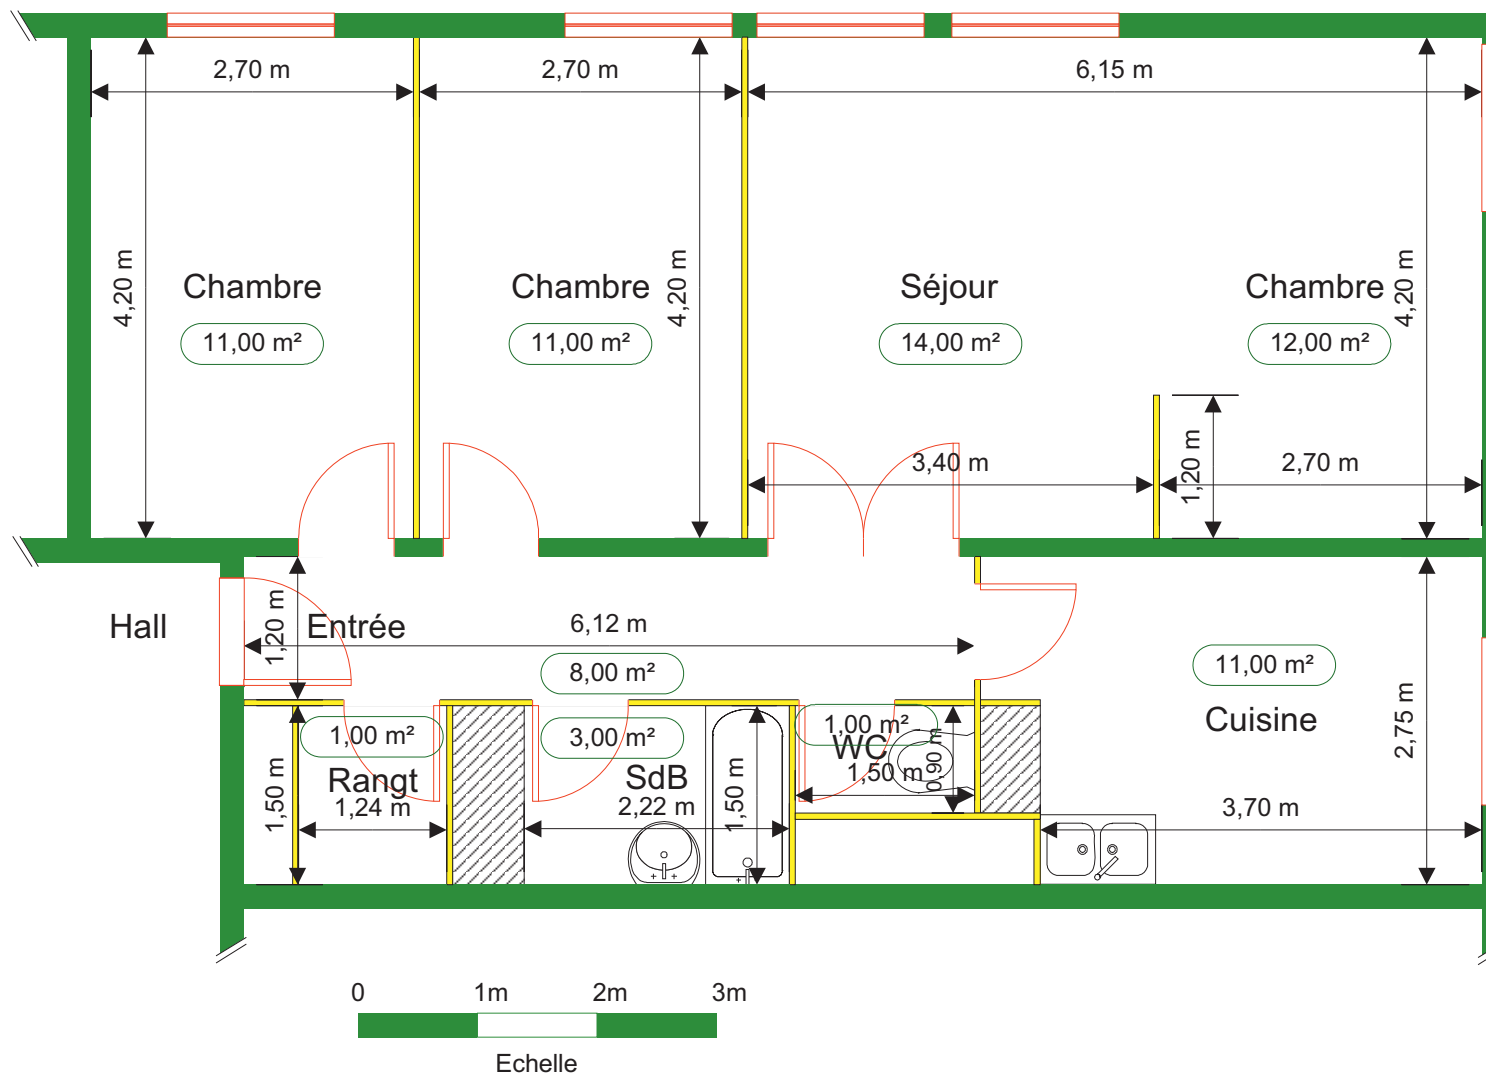 2,70 m
2,70 m
6,15 m
4,20 m
4,20 m
4,20 m
Chambre
11,00 m²
Chambre
11,00 m²
Séjour
14,00 m²
Chambre
12,00 m²
3,40 m
1,20 m
2,70 m
Hall
1,20 m
Entrée
6,12 m
8,00 m²
11,00 m²
Cuisine
2,75 m
3,70 m
1,00 m²
Rangt
1,24 m
1,50 m
3,00 m²
SdB
2,22 m
1,50 m
1,00 m²
WC
1,50 m
0,90 m
0
1m
2m
3m
Echelle